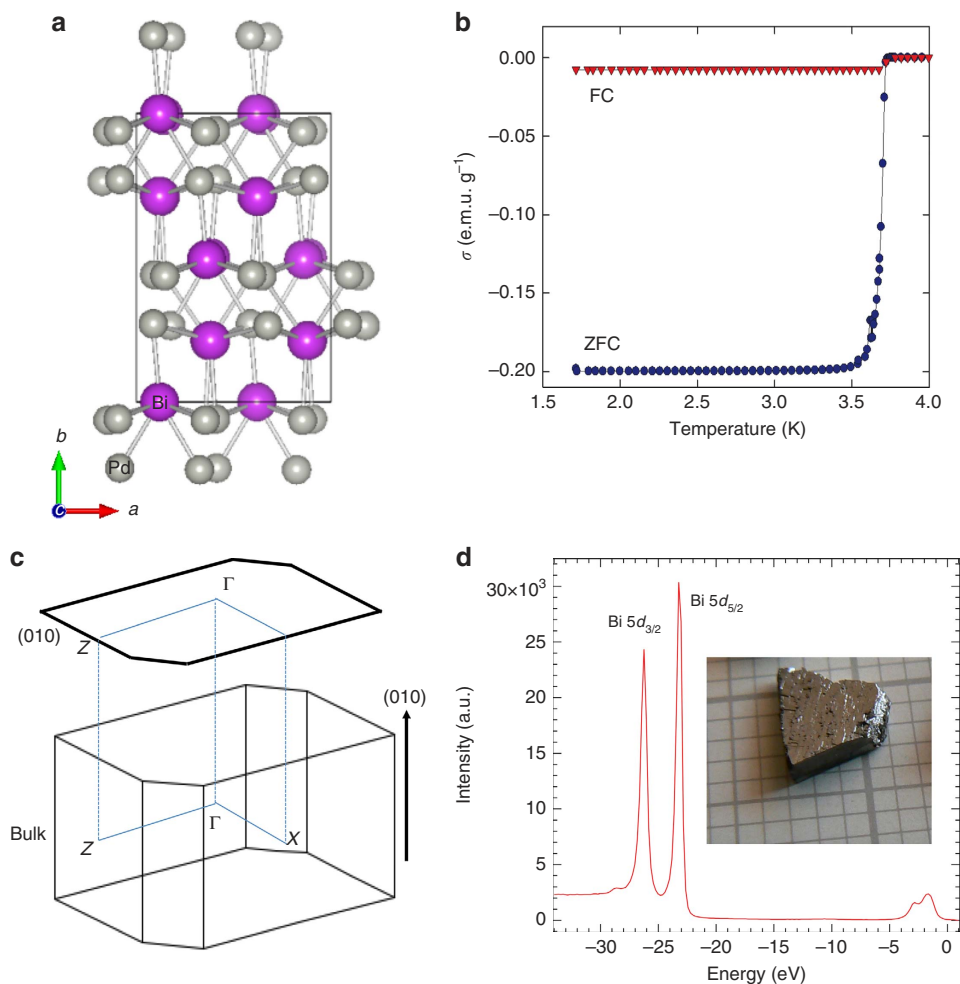 a
Bi
Pd
b
a
c
b
0.00
−0.05
−0.10
−0.15
−0.20
σ (e.m.u. g⁻¹)
FC
ZFC
1.5
2.0
2.5
3.0
3.5
4.0
Temperature (K)
c
Γ
(010)
Z
(010)
Bulk
Γ
Z
X
d
30×10³
20
10
5
0
Intensity (a.u.)
Bi 5d₅/₂
Bi 5d₃/₂
−30
−25
−20
−15
−10
−5
0
Energy (eV)